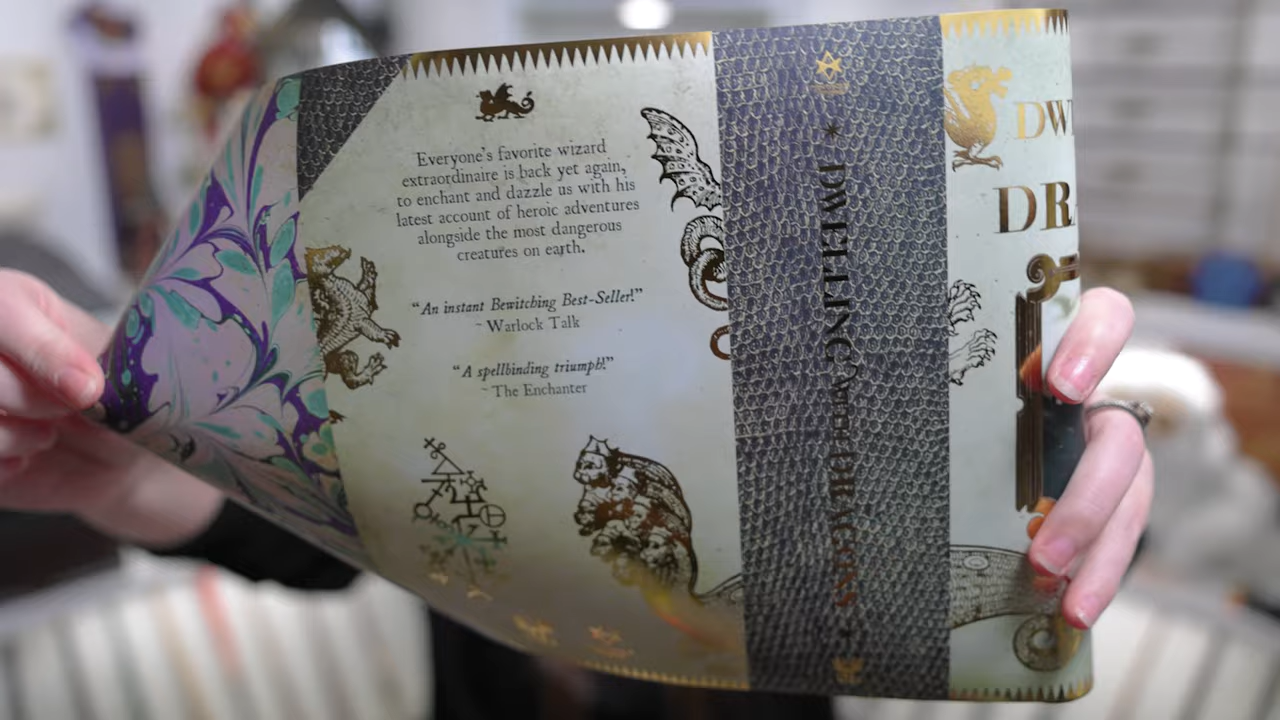 Everyone's favorite wizard
extraordinaire is back yet again,
to enchant and dazzle us with his
latest account of heroic adventures
alongside the most dangerous
creatures on earth.
“An instant Bewitching Best-Seller!”
~ Warlock Talk
“A spellbinding triumph!”
~ The Enchanter
DWELLING WITH DRAGONS
DW
DRA